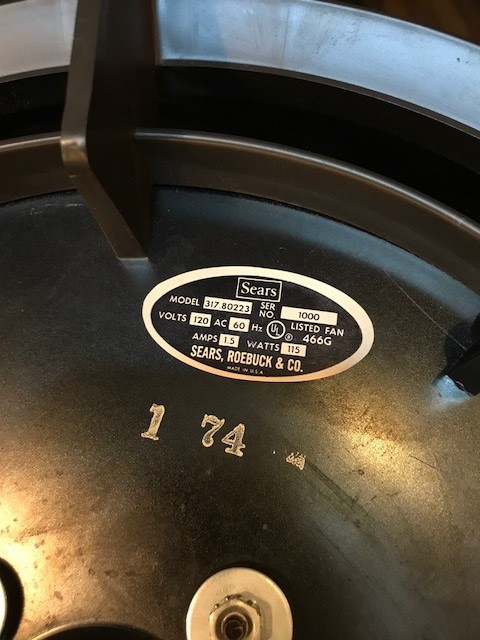 Sears
MODEL 317.80223 SER NO. 1000
VOLTS 120 AC 60 Hz UL ® LISTED FAN 466G
AMPS 1.5 WATTS 115
SEARS, ROEBUCK & CO.
MADE IN U.S.A.
1 74